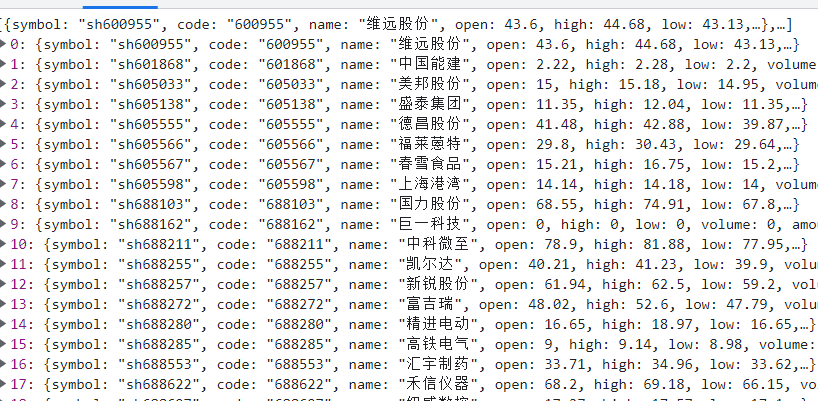 [{symbol: "sh600955", code: "600955", name: "维远股份", open: 43.6, high: 44.68, low: 43.13,…},…]
0: {symbol: "sh600955", code: "600955", name: "维远股份", open: 43.6, high: 44.68, low: 43.13,…}
1: {symbol: "sh601868", code: "601868", name: "中国能建", open: 2.22, high: 2.28, low: 2.2, volume
2: {symbol: "sh605033", code: "605033", name: "美邦股份", open: 15, high: 15.18, low: 14.95, volum
3: {symbol: "sh605138", code: "605138", name: "盛泰集团", open: 11.35, high: 12.04, low: 11.35,…}
4: {symbol: "sh605555", code: "605555", name: "德昌股份", open: 41.48, high: 42.88, low: 39.87,…}
5: {symbol: "sh605566", code: "605566", name: "福莱蒽特", open: 29.8, high: 30.43, low: 29.64,…}
6: {symbol: "sh605567", code: "605567", name: "春雪食品", open: 15.21, high: 16.75, low: 15.2,…}
7: {symbol: "sh605598", code: "605598", name: "上海港湾", open: 14.14, high: 14.18, low: 14, volum
8: {symbol: "sh688103", code: "688103", name: "国力股份", open: 68.55, high: 74.91, low: 67.8,…}
9: {symbol: "sh688162", code: "688162", name: "巨一科技", open: 0, high: 0, low: 0, volume: 0, amou
10: {symbol: "sh688211", code: "688211", name: "中科微至", open: 78.9, high: 81.88, low: 77.95,…}
11: {symbol: "sh688255", code: "688255", name: "凯尔达", open: 40.21, high: 41.23, low: 39.9, volu
12: {symbol: "sh688257", code: "688257", name: "新锐股份", open: 61.94, high: 62.5, low: 59.2, volu
13: {symbol: "sh688272", code: "688272", name: "富吉瑞", open: 48.02, high: 52.6, low: 47.79, volum
14: {symbol: "sh688280", code: "688280", name: "精进电动", open: 16.65, high: 18.97, low: 16.65,…}
15: {symbol: "sh688285", code: "688285", name: "高铁电气", open: 9, high: 9.14, low: 8.98, volume:
16: {symbol: "sh688553", code: "688553", name: "汇宇制药", open: 33.71, high: 34.96, low: 33.62,…}
17: {symbol: "sh688622", code: "688622", name: "禾信仪器", open: 68.2, high: 69.18, low: 66.15, vo